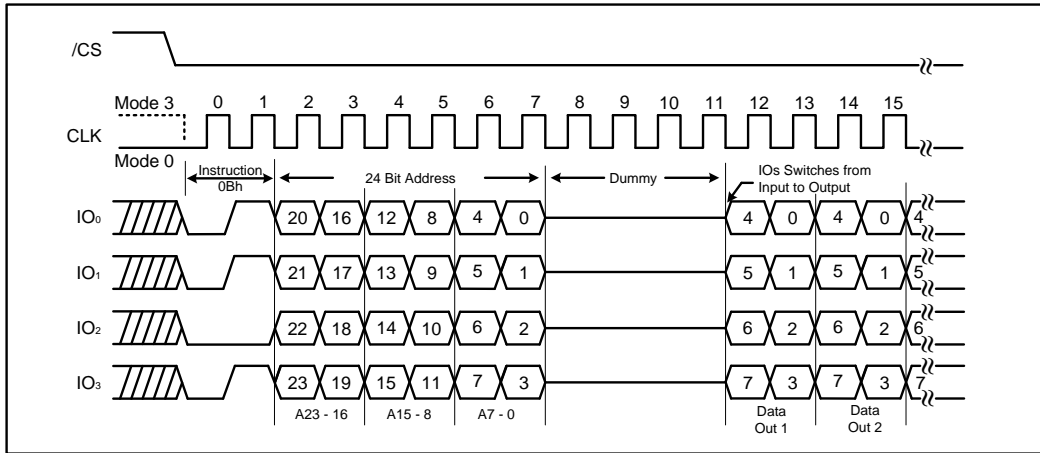 /CS
Mode 3 0 1 2 3 4 5 6 7 8 9 10 11 12 13 14 15
CLK
Mode 0
Instruction
0Bh
24 Bit Address
Dummy
IOs Switches from
Input to Output
IO0 20 16 12 8 4 0 4 0 4 0 4
IO1 21 17 13 9 5 1 5 1 5 1 5
IO2 22 18 14 10 6 2 6 2 6 2 6
IO3 23 19 15 11 7 3 7 3 7 3 7
A23 - 16 A15 - 8 A7 - 0
Data
Out 1
Data
Out 2